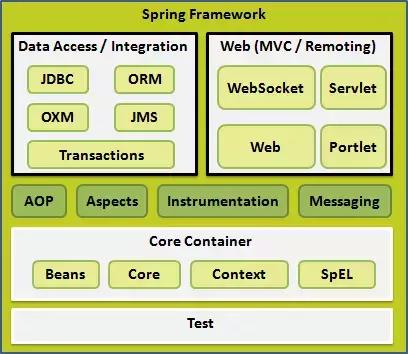 Spring Framework
Data Access / Integration
JDBC
ORM
OXM
JMS
Transactions
Web (MVC / Remoting)
WebSocket
Servlet
Web
Portlet
AOP
Aspects
Instrumentation
Messaging
Core Container
Beans
Core
Context
SpEL
Test